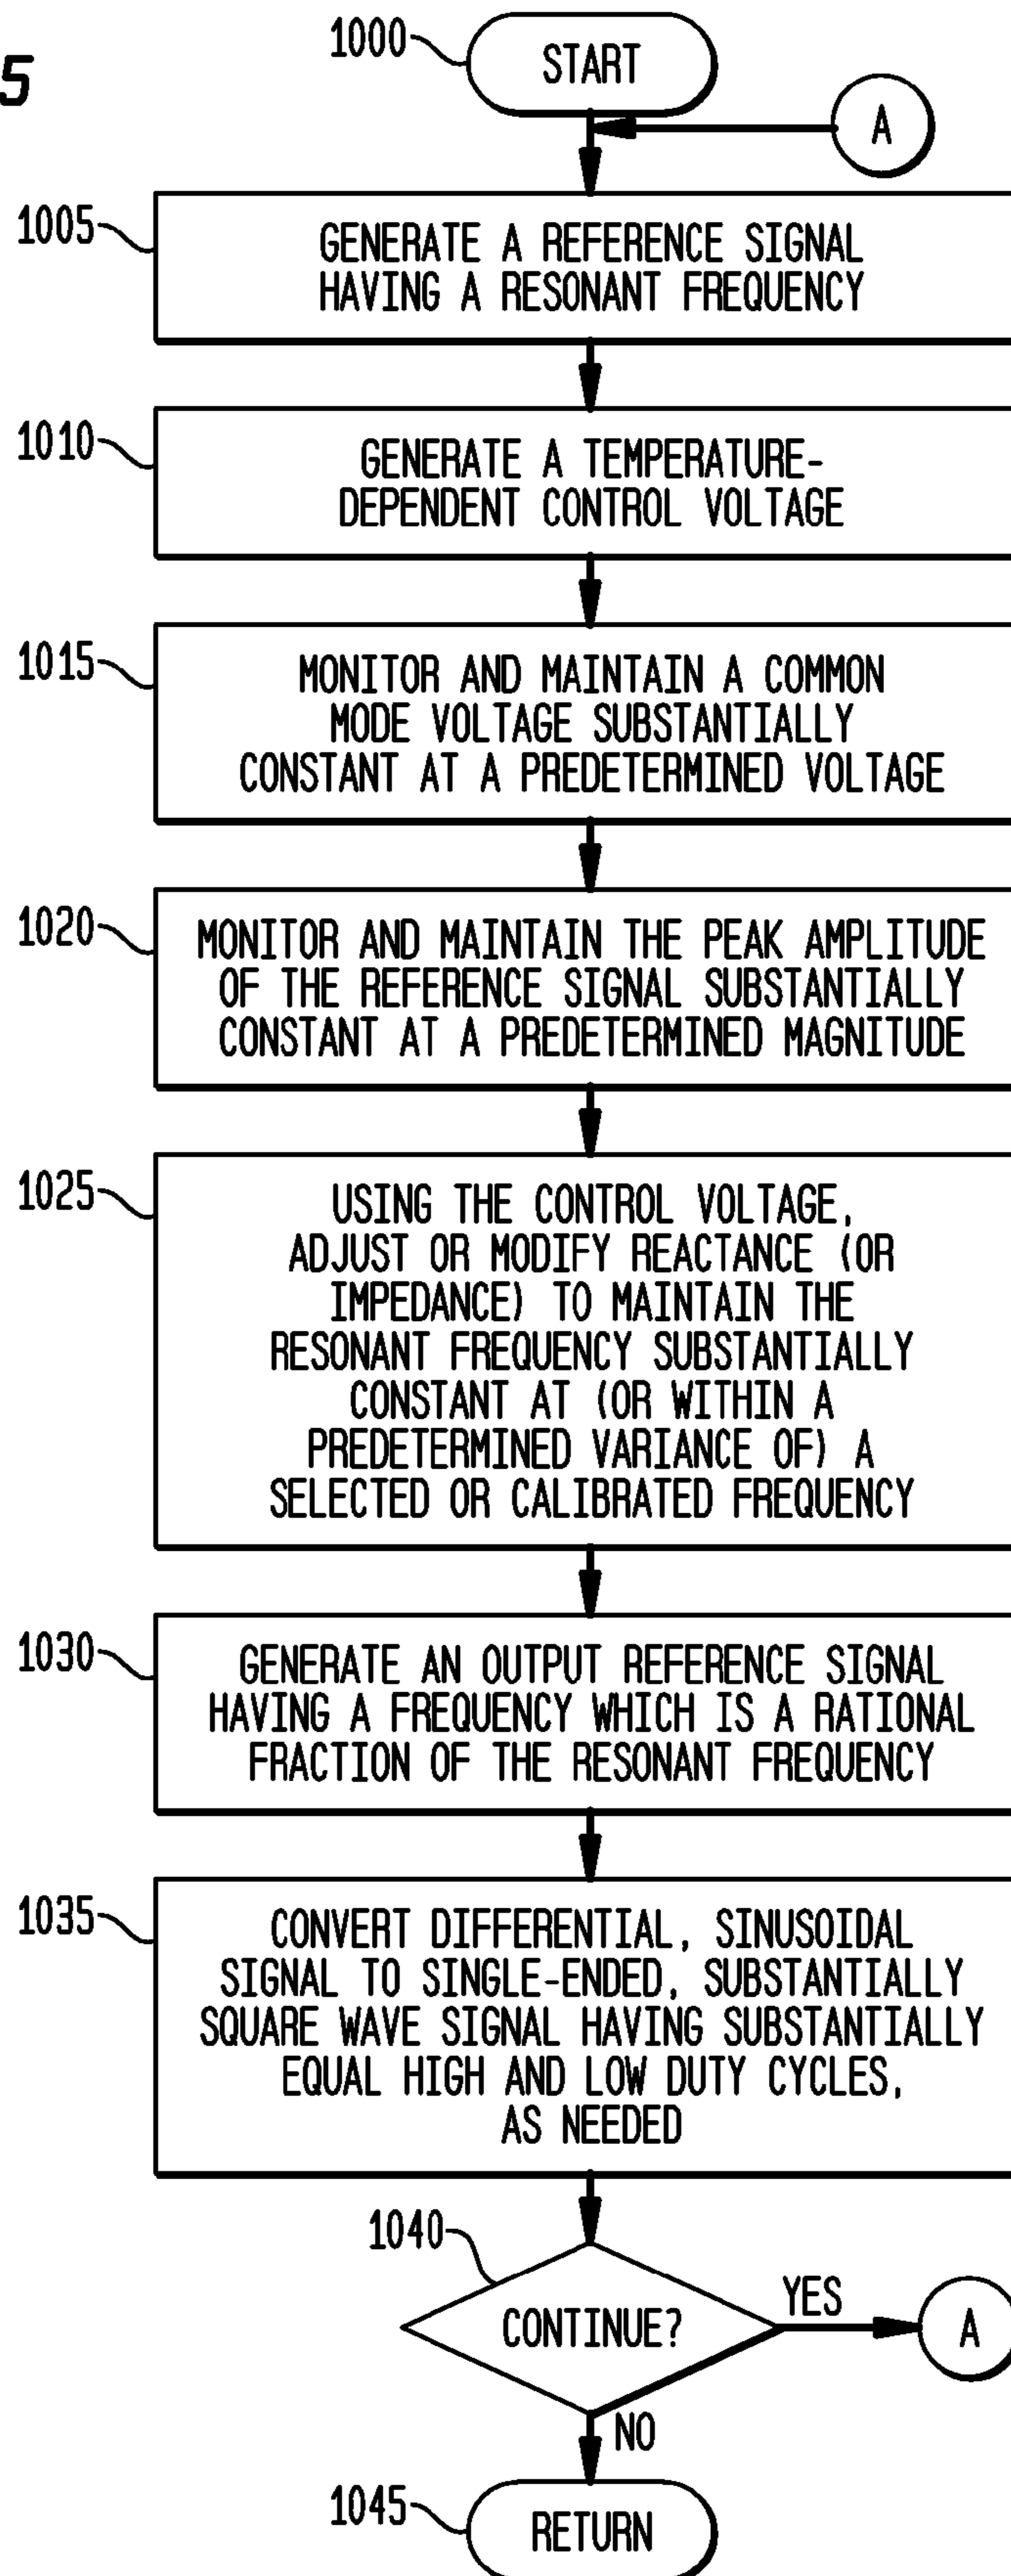 5
1000
START
A
1005
GENERATE A REFERENCE SIGNAL
HAVING A RESONANT FREQUENCY
1010
GENERATE A TEMPERATURE-
DEPENDENT CONTROL VOLTAGE
1015
MONITOR AND MAINTAIN A COMMON
MODE VOLTAGE SUBSTANTIALLY
CONSTANT AT A PREDETERMINED VOLTAGE
1020
MONITOR AND MAINTAIN THE PEAK AMPLITUDE
OF THE REFERENCE SIGNAL SUBSTANTIALLY
CONSTANT AT A PREDETERMINED MAGNITUDE
1025
USING THE CONTROL VOLTAGE,
ADJUST OR MODIFY REACTANCE (OR
IMPEDANCE) TO MAINTAIN THE
RESONANT FREQUENCY SUBSTANTIALLY
CONSTANT AT (OR WITHIN A
PREDETERMINED VARIANCE OF) A
SELECTED OR CALIBRATED FREQUENCY
1030
GENERATE AN OUTPUT REFERENCE SIGNAL
HAVING A FREQUENCY WHICH IS A RATIONAL
FRACTION OF THE RESONANT FREQUENCY
1035
CONVERT DIFFERENTIAL, SINUSOIDAL
SIGNAL TO SINGLE-ENDED, SUBSTANTIALLY
SQUARE WAVE SIGNAL HAVING SUBSTANTIALLY
EQUAL HIGH AND LOW DUTY CYCLES,
AS NEEDED
1040
CONTINUE?
YES
A
NO
1045
RETURN